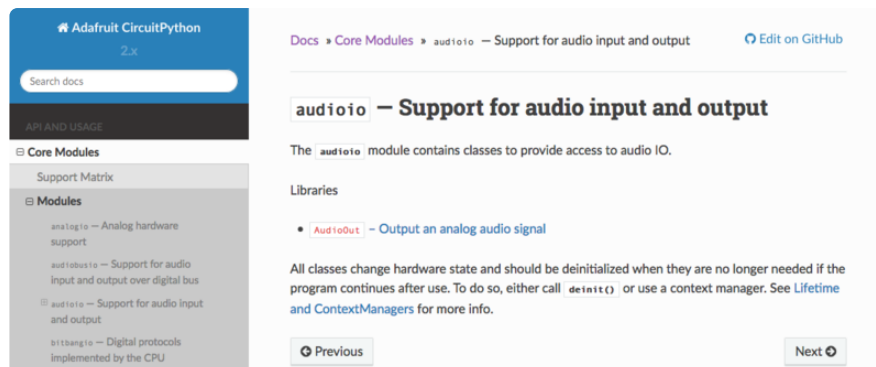 Adafruit CircuitPython
2.x
Search docs
API AND USAGE
Core Modules
Support Matrix
Modules
analogio — Analog hardware
support
audiobusio — Support for audio
input and output over digital bus
audioio — Support for audio input
and output
bitbangio — Digital protocols
implemented by the CPU
Docs » Core Modules » audioio — Support for audio input and output
Edit on GitHub
audioio — Support for audio input and output
The audioio module contains classes to provide access to audio IO.
Libraries
• AudioOut – Output an analog audio signal
All classes change hardware state and should be deinitialized when they are no longer needed if the
program continues after use. To do so, either call deinit() or use a context manager. See Lifetime
and ContextManagers for more info.
Previous
Next